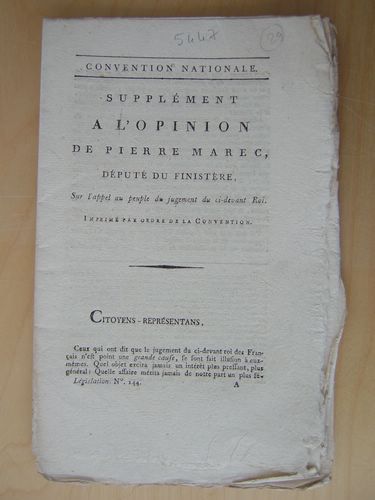 5447
29
CONVENTION NATIONALE.
SUPPLÉMENT
A L'OPINION
DE PIERRE MAREC,
DÉPUTÉ DU FINISTÈRE,
Sur l'appel au peuple du jugement du ci-devant Roi.
IMPRIMÉ PAR ORDRE DE LA CONVENTION.
CITOYENS-REPRÉSENTANS,
Ceux qui ont dit que le jugement du ci-devant roi des Fran-
çais n'est point une grande cause, se sont fait illusion à eux-
mêmes. Quel objet excita jamais un intérêt plus pressant, plus
général? Quelle affaire mérita jamais de notre part un plus sé-
Législation. N°. 144. A